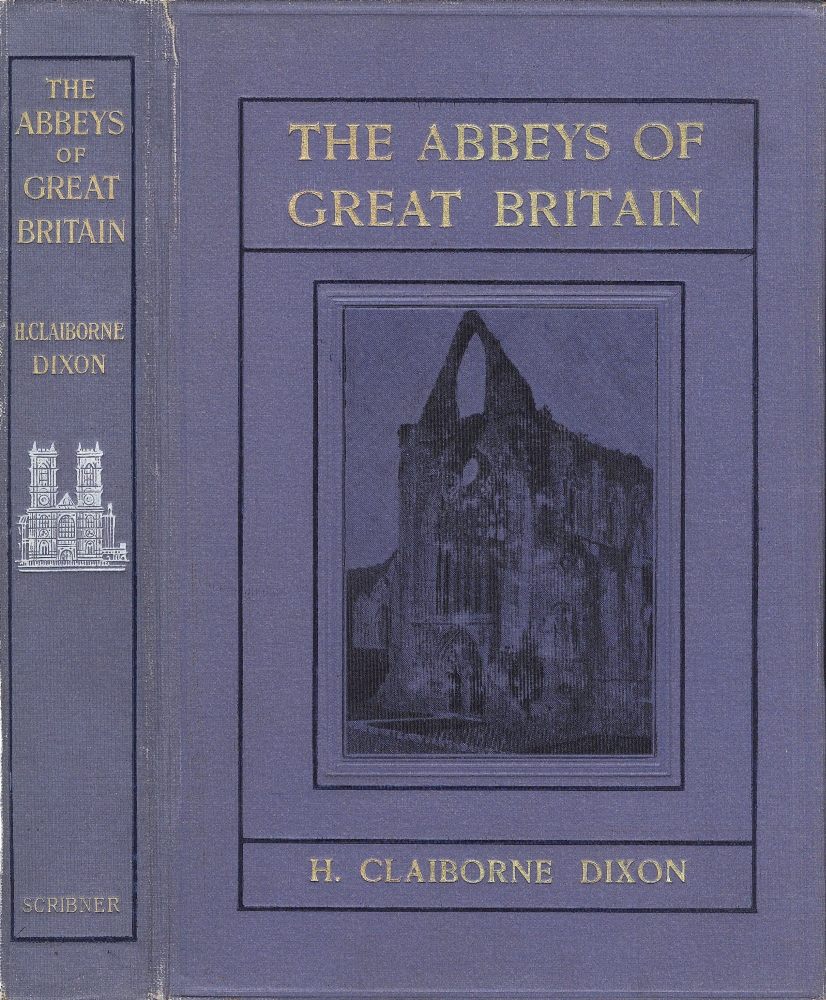 THE
ABBEYS
OF
GREAT
BRITAIN
H.CLAIBORNE
DIXON
SCRIBNER
THE ABBEYS OF
GREAT BRITAIN
H. CLAIBORNE DIXON